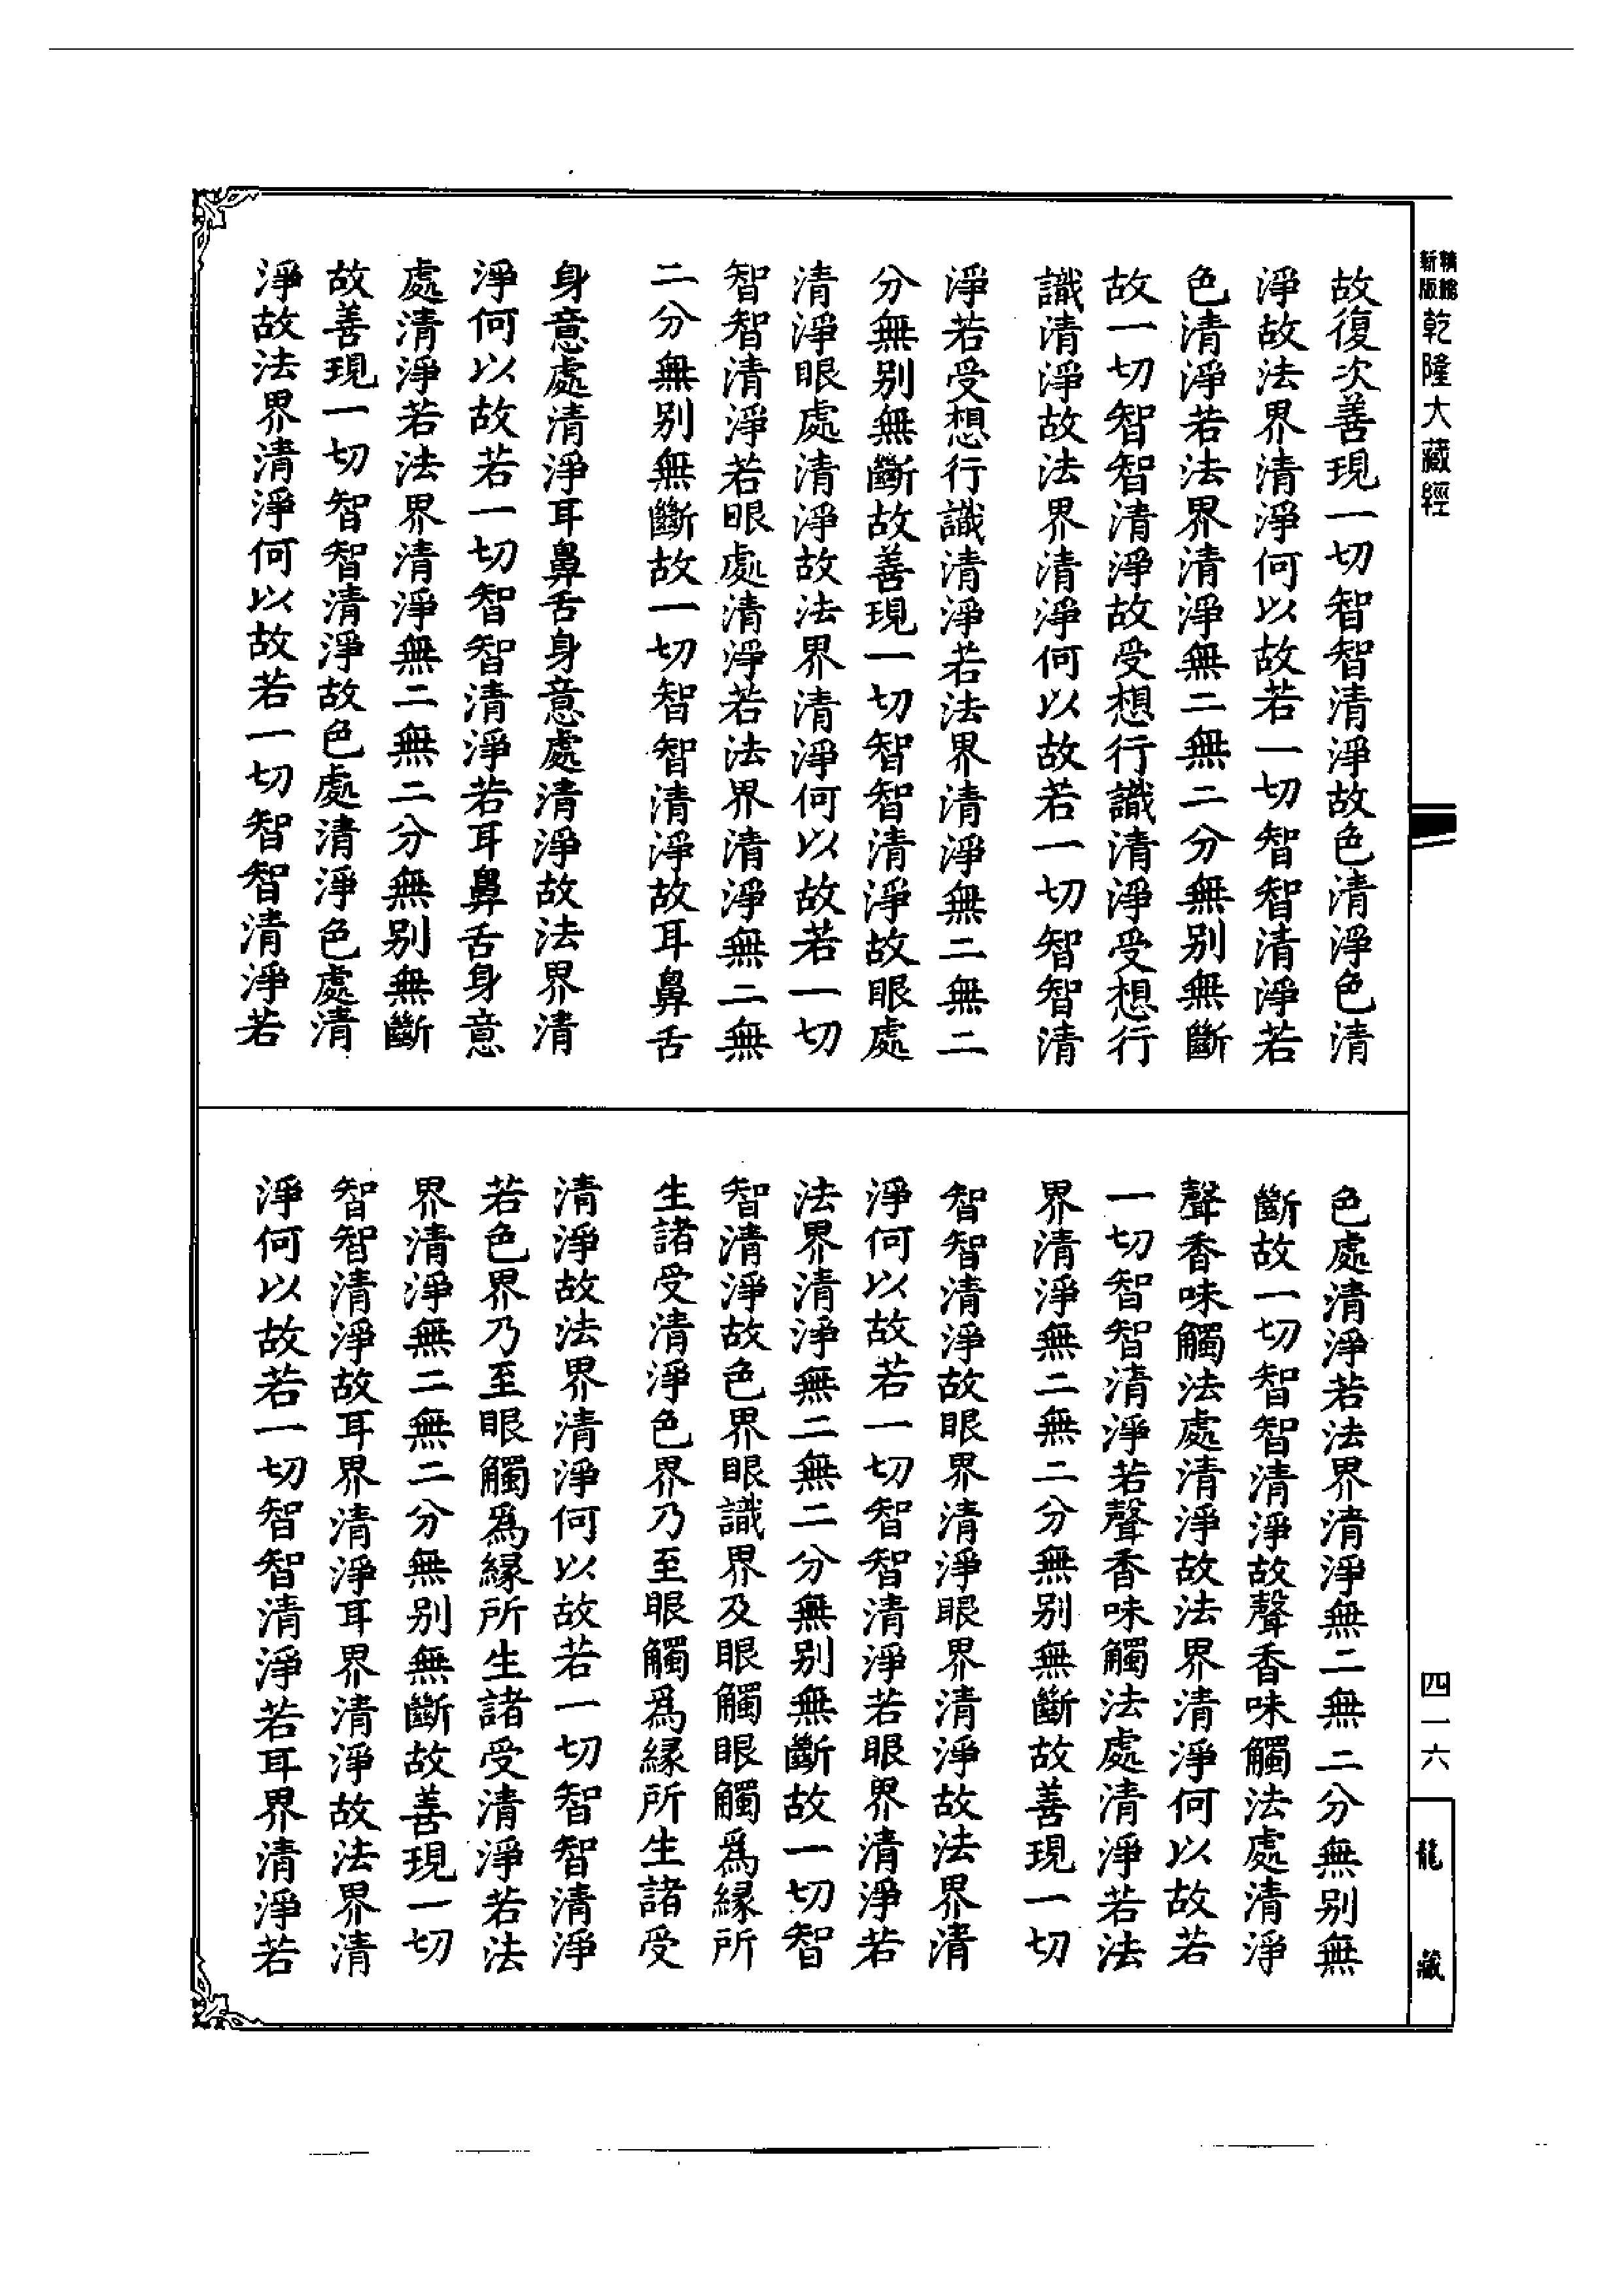 精縮
新版
乾隆大藏經
故復次善現一切智智清淨故色清淨色清
淨故法界清淨何以故若一切智智清淨若
色清淨若法界清淨無二無二分無別無斷
故一切智智清淨故受想行識清淨受想行
識清淨故法界清淨何以故若一切智智清
淨若受想行識清淨若法界清淨無二無二
分無別無斷故善現一切智智清淨故眼處
清淨眼處清淨故法界清淨何以故若一切
智智清淨若眼處清淨若法界清淨無二無
二分無別無斷故一切智智清淨故耳鼻舌
身意處清淨耳鼻舌身意處清淨故法界清
淨何以故若一切智智清淨若耳鼻舌身意
處清淨若法界清淨無二無二分無別無斷
故善現一切智智清淨故色處清淨色處清
淨故法界清淨何以故若一切智智清淨若
色處清淨若法界清淨無二無二分無別無
斷故一切智智清淨故聲香味觸法處清淨
聲香味觸法處清淨故法界清淨何以故若
一切智智清淨若聲香味觸法處清淨若法
界清淨無二無二分無別無斷故善現一切
智智清淨故眼界清淨眼界清淨故法界清
淨何以故若一切智智清淨若眼界清淨若
法界清淨無二無二分無別無斷故一切智
智清淨故色界眼識界及眼觸眼觸爲緣所
生諸受清淨色界乃至眼觸爲緣所生諸受
清淨故法界清淨何以故若一切智智清淨
若色界乃至眼觸爲緣所生諸受清淨若法
界清淨無二無二分無別無斷故善現一切
智智清淨故耳界清淨耳界清淨故法界清
淨何以故若一切智智清淨若耳界清淨若
四一六
龍藏